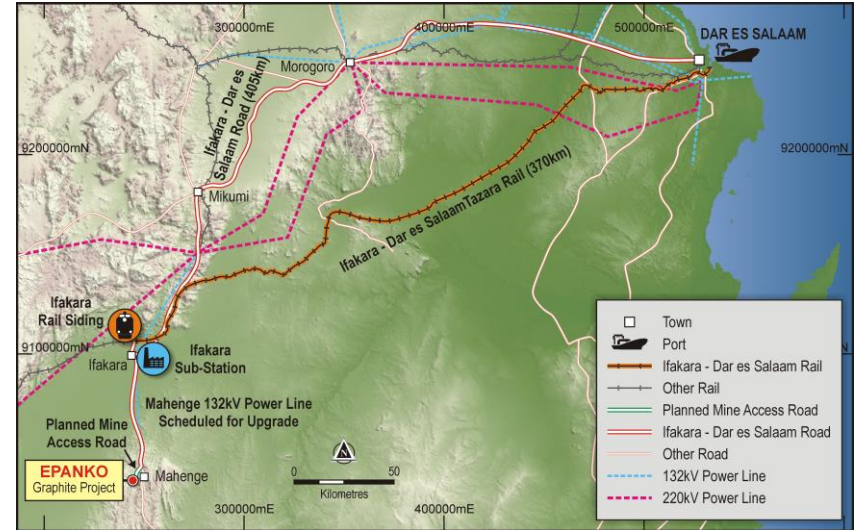 300000mE
400000mE
500000mE
DAR ES SALAAM
Morogoro
Ifakara - Dar es
Salaam Road (405km)
9200000mN
9200000mN
Mikumi
Ifakara - Dar es SalaamTazara Rail (370km)
Ifakara
Rail Siding
Ifakara
Sub-Station
9100000mN
Ifakara
Mahenge 132kV Power Line
Scheduled for Upgrade
Planned Mine
Access Road
EPANKO
Graphite Project
Mahenge
0
50
Kilometres
300000mE
400000mE
Town
Port
Ifakara - Dar es Salaam Rail
Other Rail
Planned Mine Access Road
Ifakara - Dar es Salaam Road
Other Road
132kV Power Line
220kV Power Line